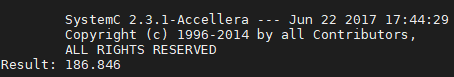 SystemC 2.3.1-Accellera --- Jun 22 2017 17:44:29
Copyright (c) 1996-2014 by all Contributors,
ALL RIGHTS RESERVED
Result: 186.846